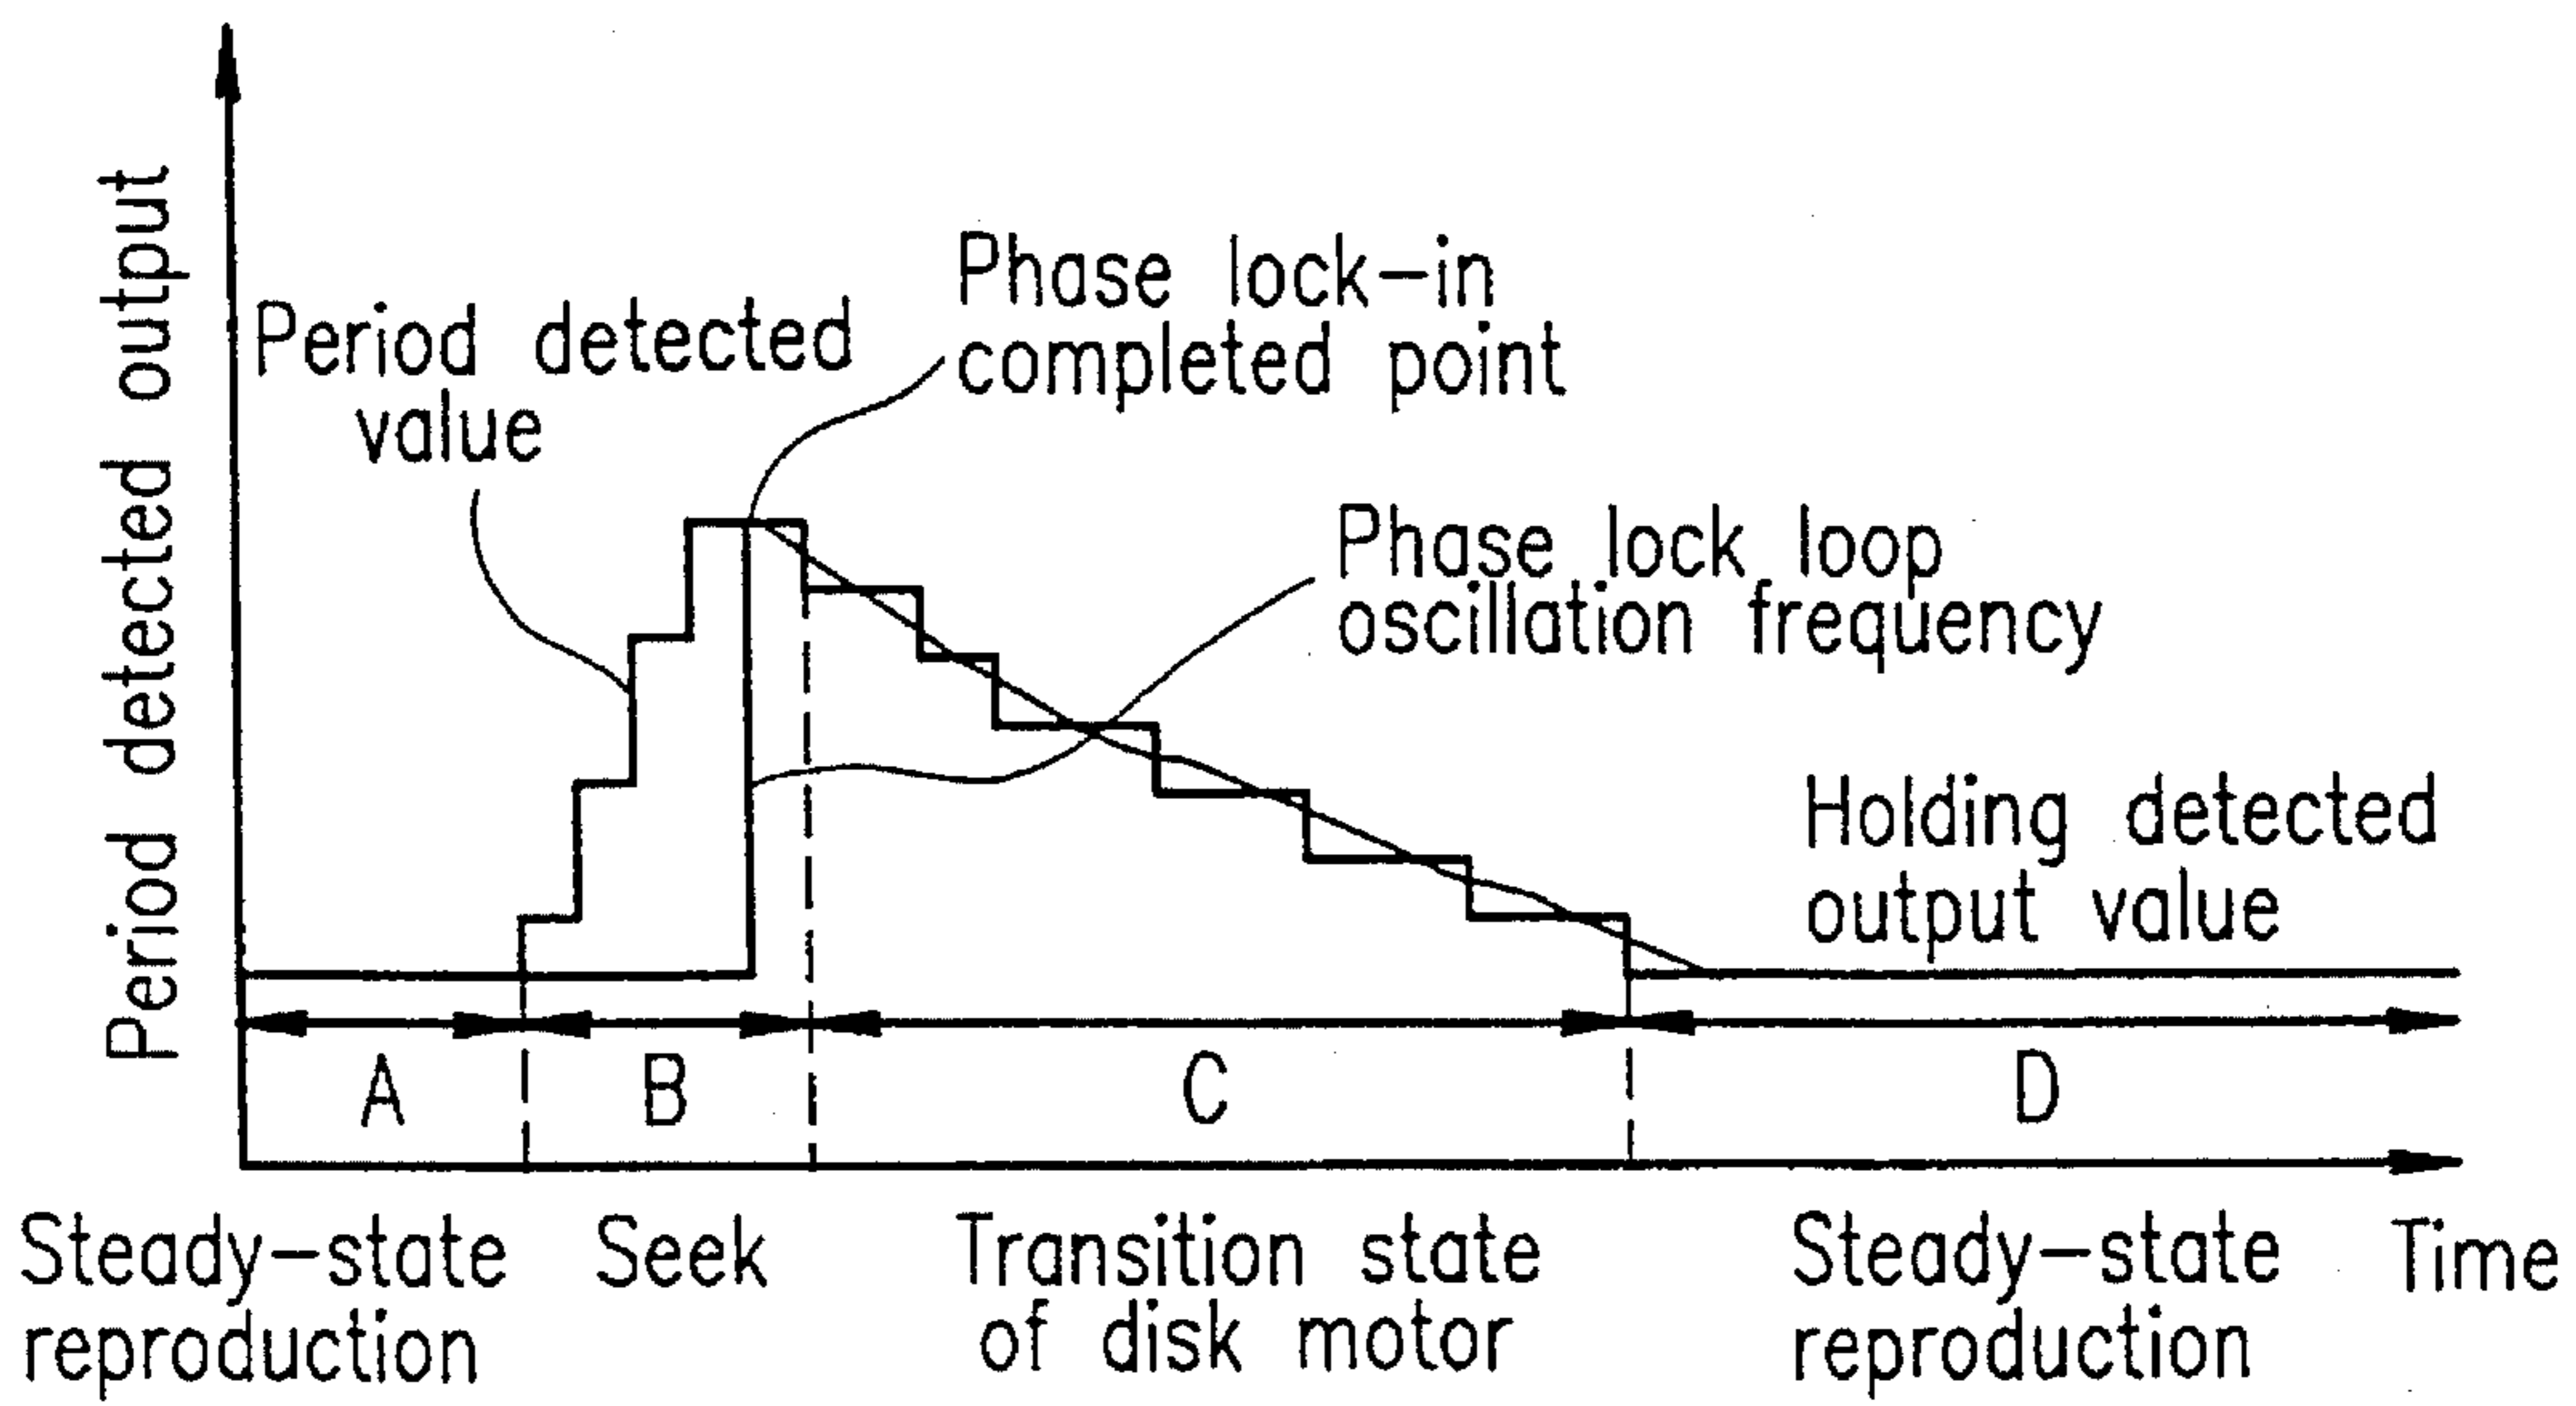 Period detected output
Phase lock-in
completed point
Period detected
value
Phase lock loop
oscillation frequency
Holding detected
output value
A
B
C
D
Steady-state
reproduction
Seek
Transition state
of disk motor
Steady-state
reproduction
Time